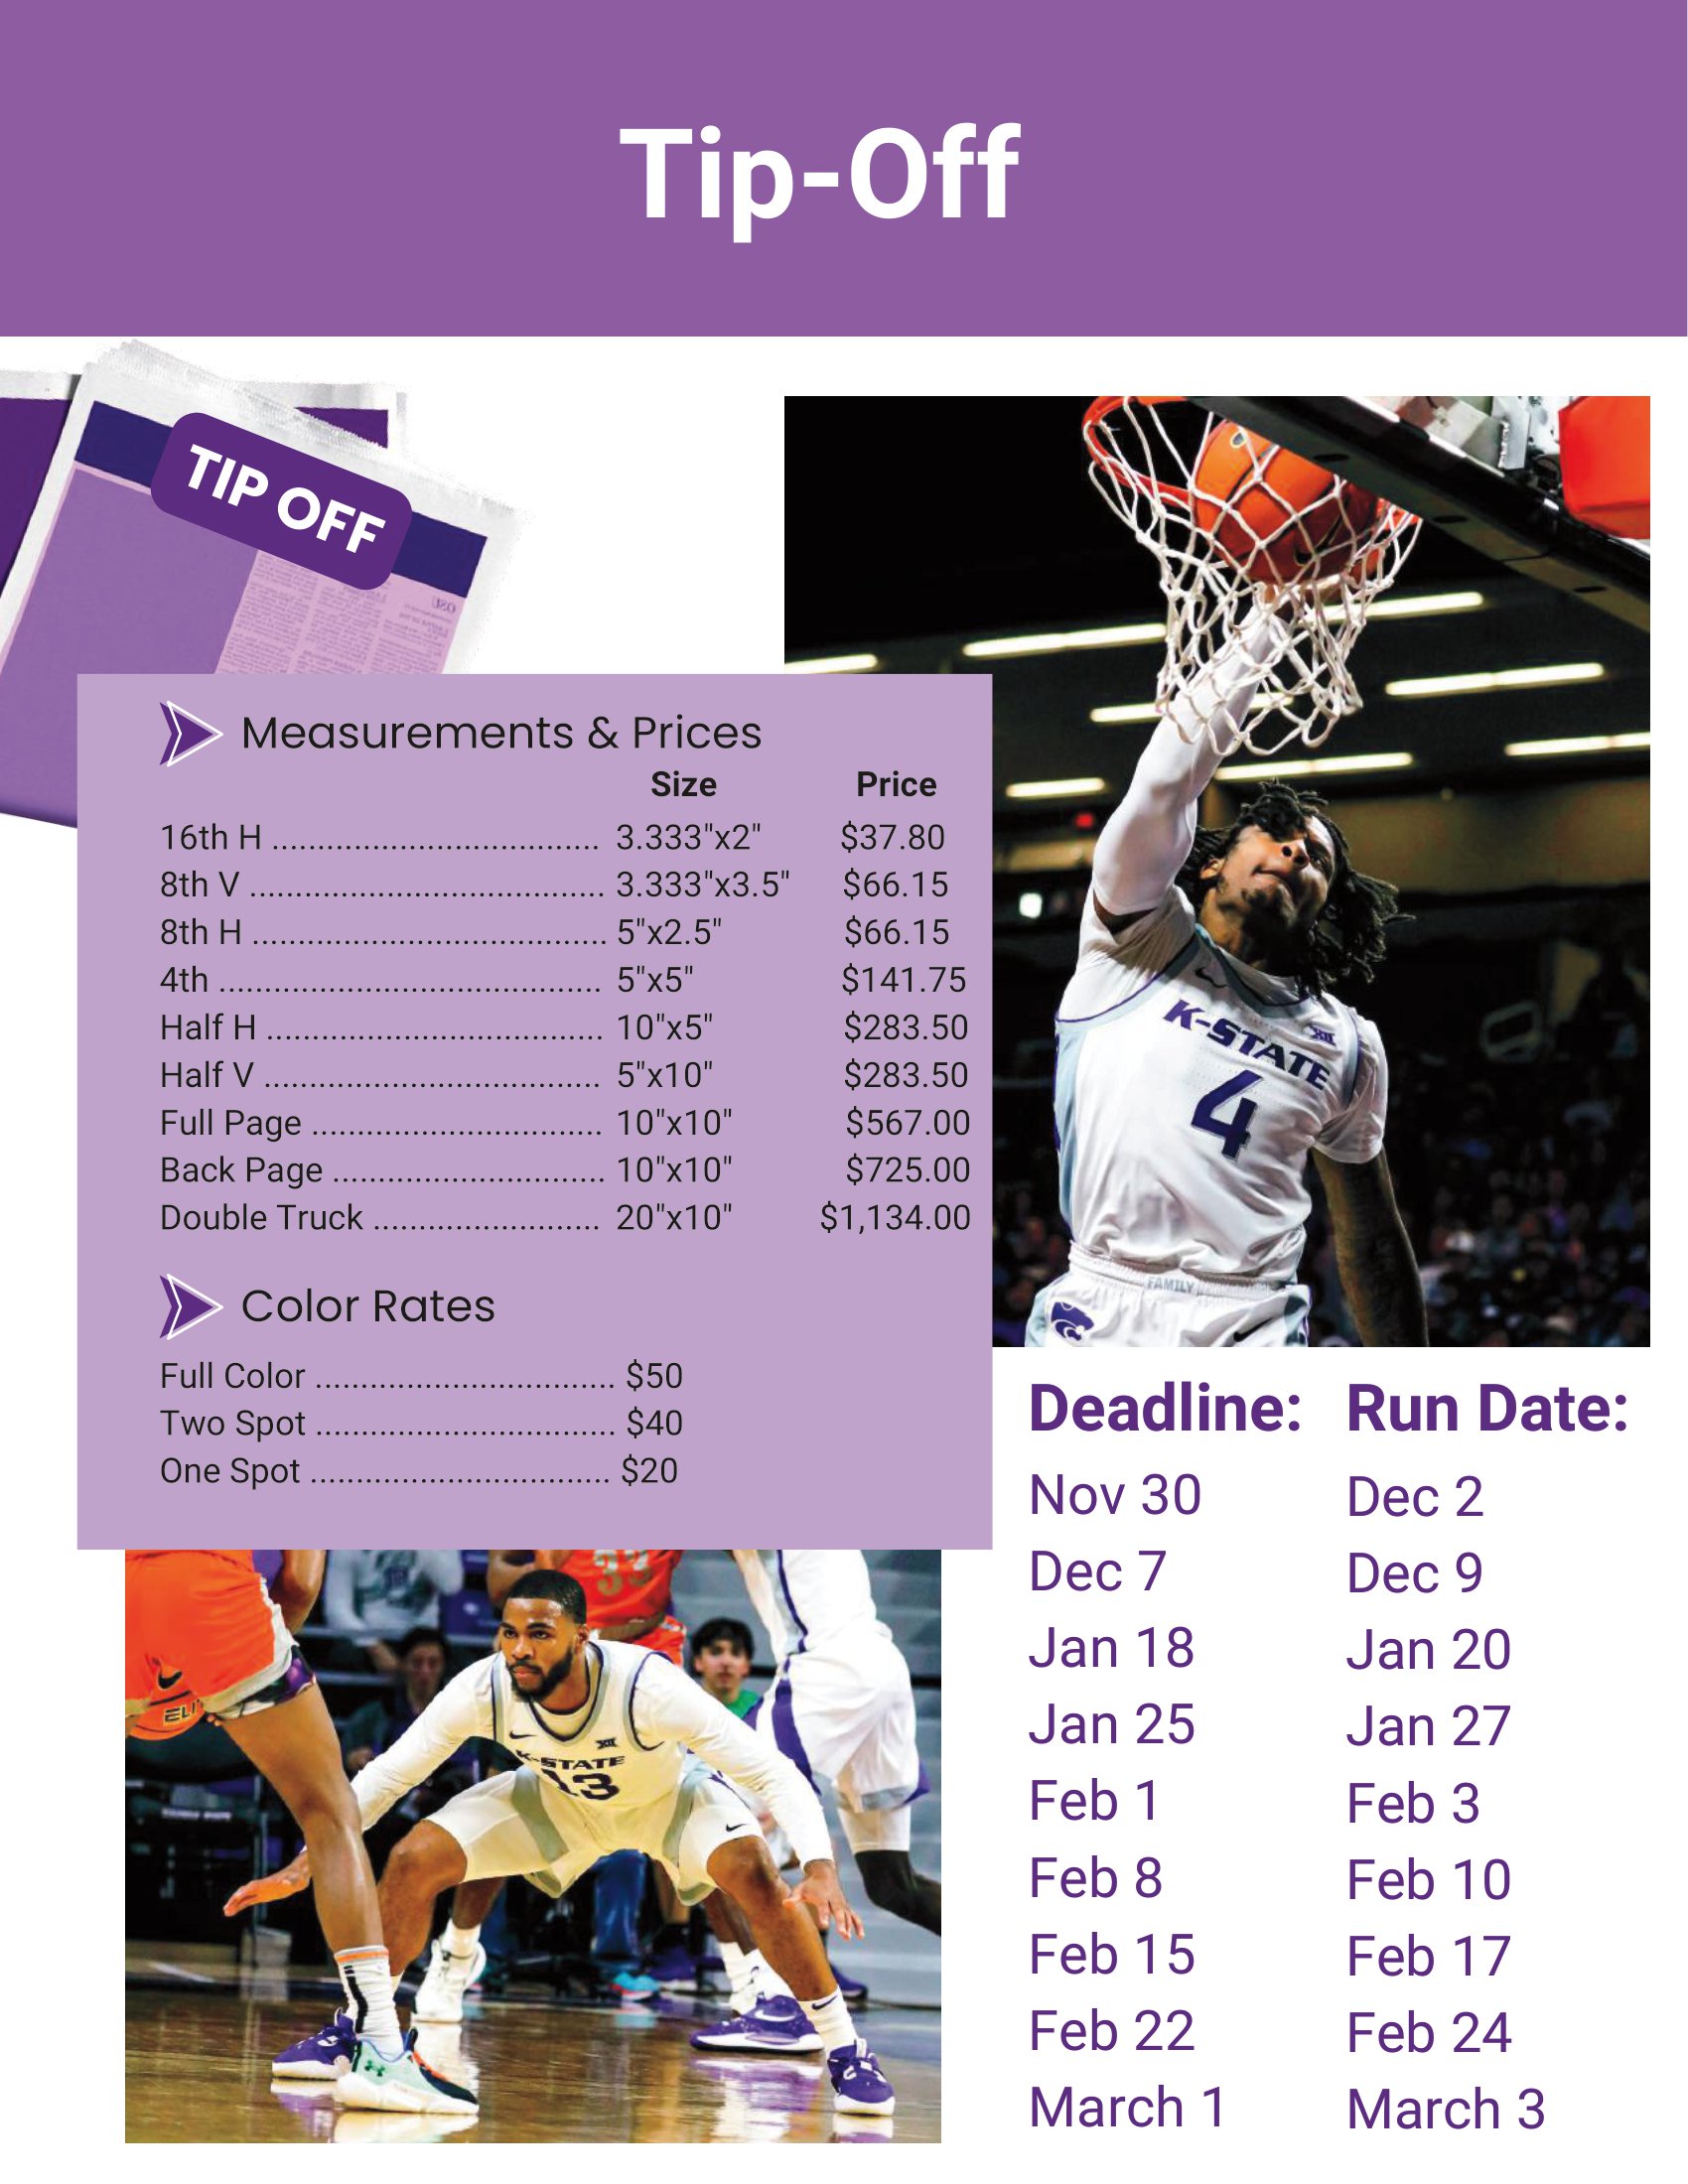 Tip-Off
TIP OFF
Measurements & Prices
Size Price
16th H .................................... 3.333"x2" $37.80
8th V ....................................... 3.333"x3.5" $66.15
8th H ....................................... 5"x2.5" $66.15
4th .......................................... 5"x5" $141.75
Half H ..................................... 10"x5" $283.50
Half V ..................................... 5"x10" $283.50
Full Page ................................ 10"x10" $567.00
Back Page .............................. 10"x10" $725.00
Double Truck ......................... 20"x10" $1,134.00
Color Rates
Full Color ................................. $50
Two Spot ................................. $40
One Spot ................................. $20
K-STATE
XII
4
FAMILY
Deadline: Run Date:
Nov 30 Dec 2
Dec 7 Dec 9
Jan 18 Jan 20
Jan 25 Jan 27
Feb 1 Feb 3
Feb 8 Feb 10
Feb 15 Feb 17
Feb 22 Feb 24
March 1 March 3
33
XII
K-STATE
13